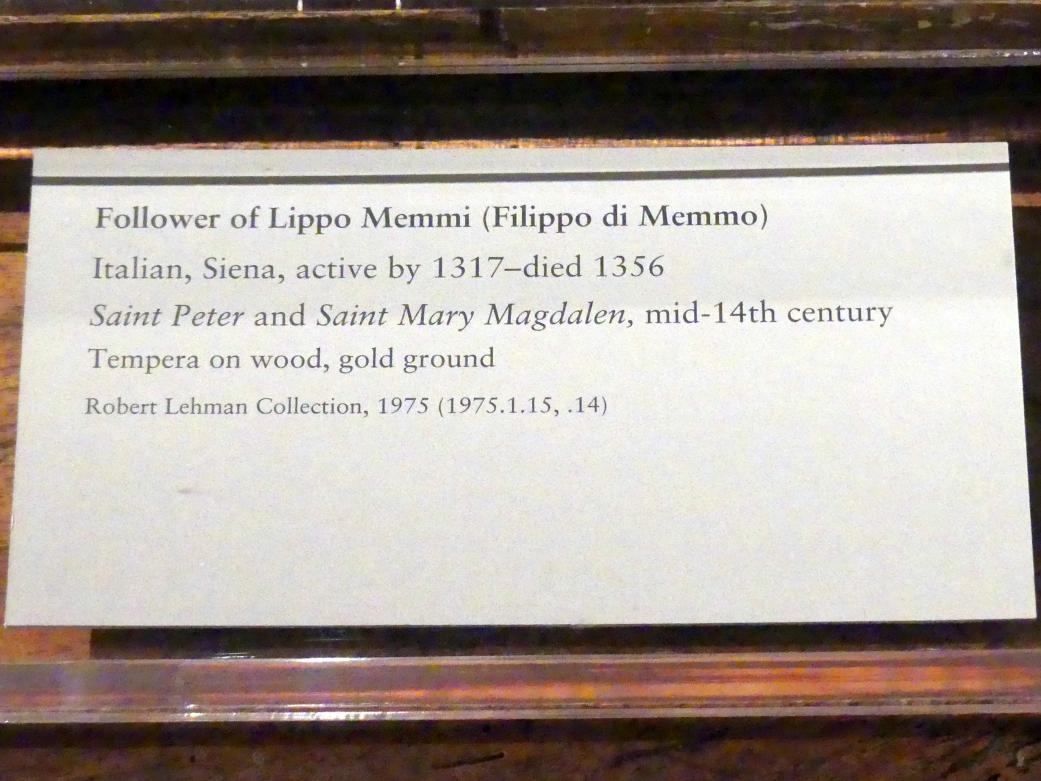 Follower of Lippo Memmi (Filippo di Memmo)
Italian, Siena, active by 1317–died 1356
Saint Peter and Saint Mary Magdalen, mid-14th century
Tempera on wood, gold ground
Robert Lehman Collection, 1975 (1975.1.15, .14)